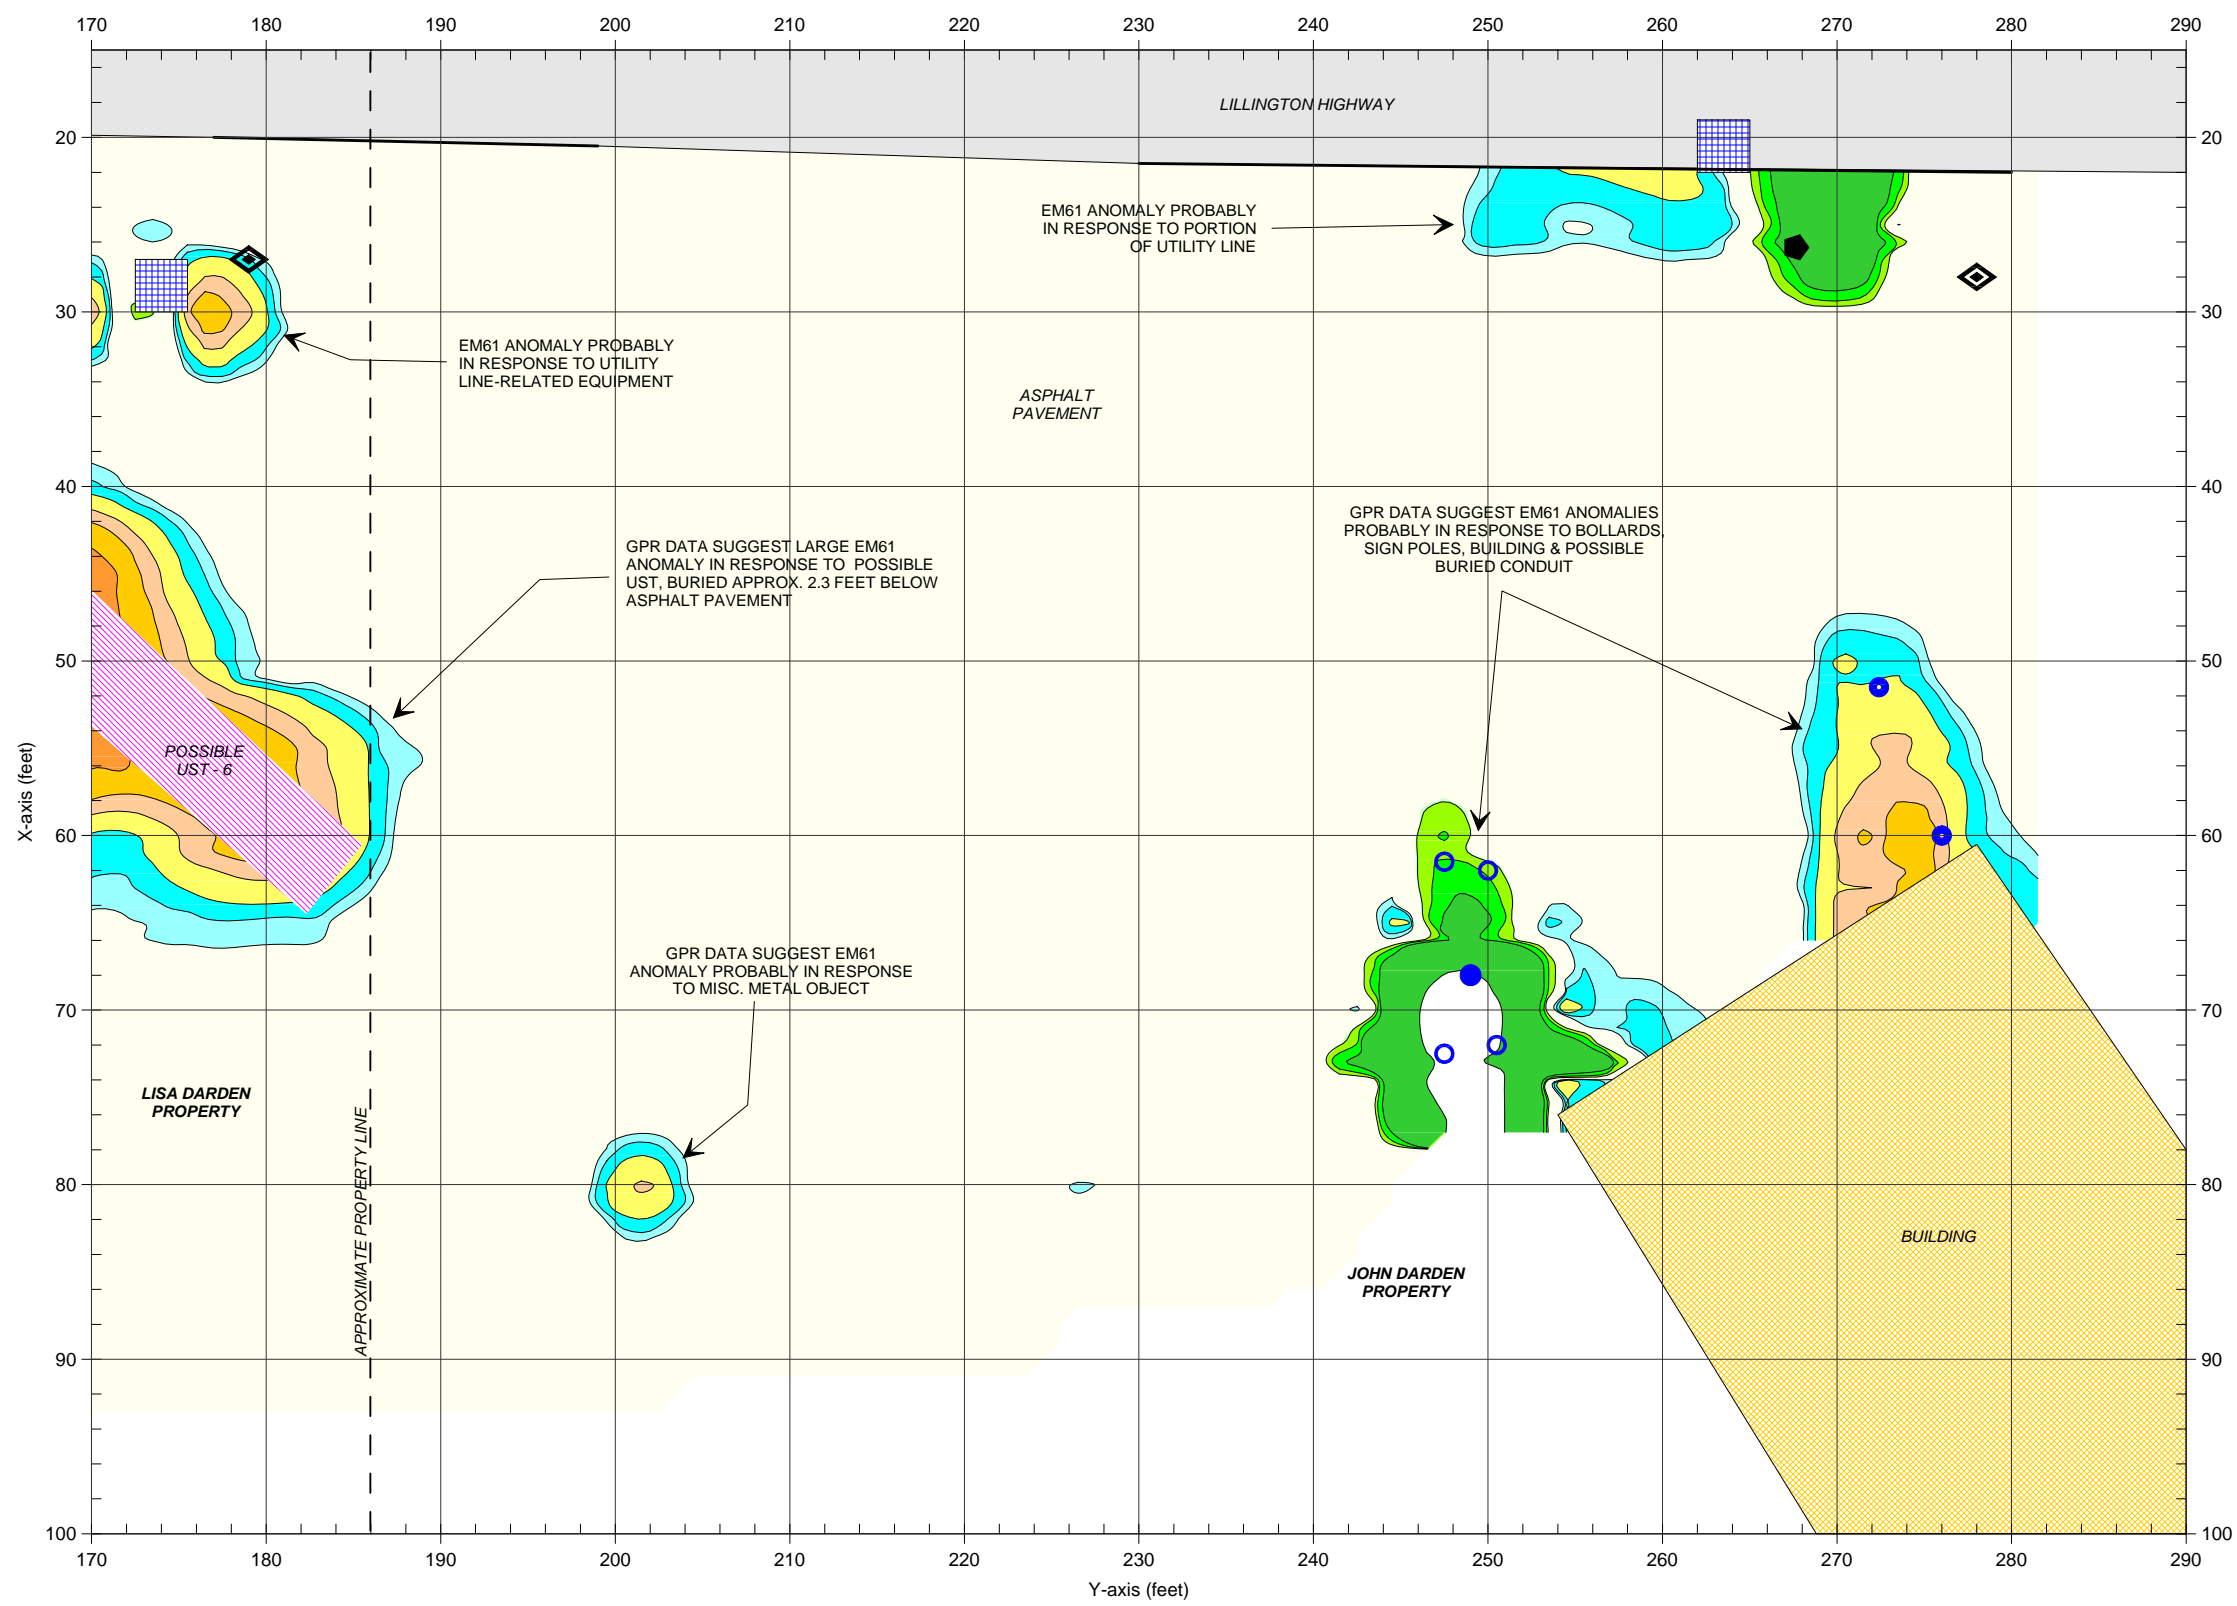 170 180 190 200 210 220 230 240 250 260 270 280 290
LILLINGTON HIGHWAY
20 20
EM61 ANOMALY PROBABLY
IN RESPONSE TO PORTION
OF UTILITY LINE
30 30
EM61 ANOMALY PROBABLY
IN RESPONSE TO UTILITY
LINE-RELATED EQUIPMENT
ASPHALT
PAVEMENT
40 40
GPR DATA SUGGEST EM61 ANOMALIES
PROBABLY IN RESPONSE TO BOLLARDS,
SIGN POLES, BUILDING & POSSIBLE
BURIED CONDUIT
GPR DATA SUGGEST LARGE EM61
ANOMALY IN RESPONSE TO POSSIBLE
UST, BURIED APPROX. 2.3 FEET BELOW
ASPHALT PAVEMENT
50 50
POSSIBLE
UST - 6
X-axis (feet)
60 60
GPR DATA SUGGEST EM61
ANOMALY PROBABLY IN RESPONSE
TO MISC. METAL OBJECT
70 70
LISA DARDEN
PROPERTY
APPROXIMATE PROPERTY LINE
80 80
BUILDING
JOHN DARDEN
PROPERTY
90 90
100 100
170 180 190 200 210 220 230 240 250 260 270 280 290
Y-axis (feet)